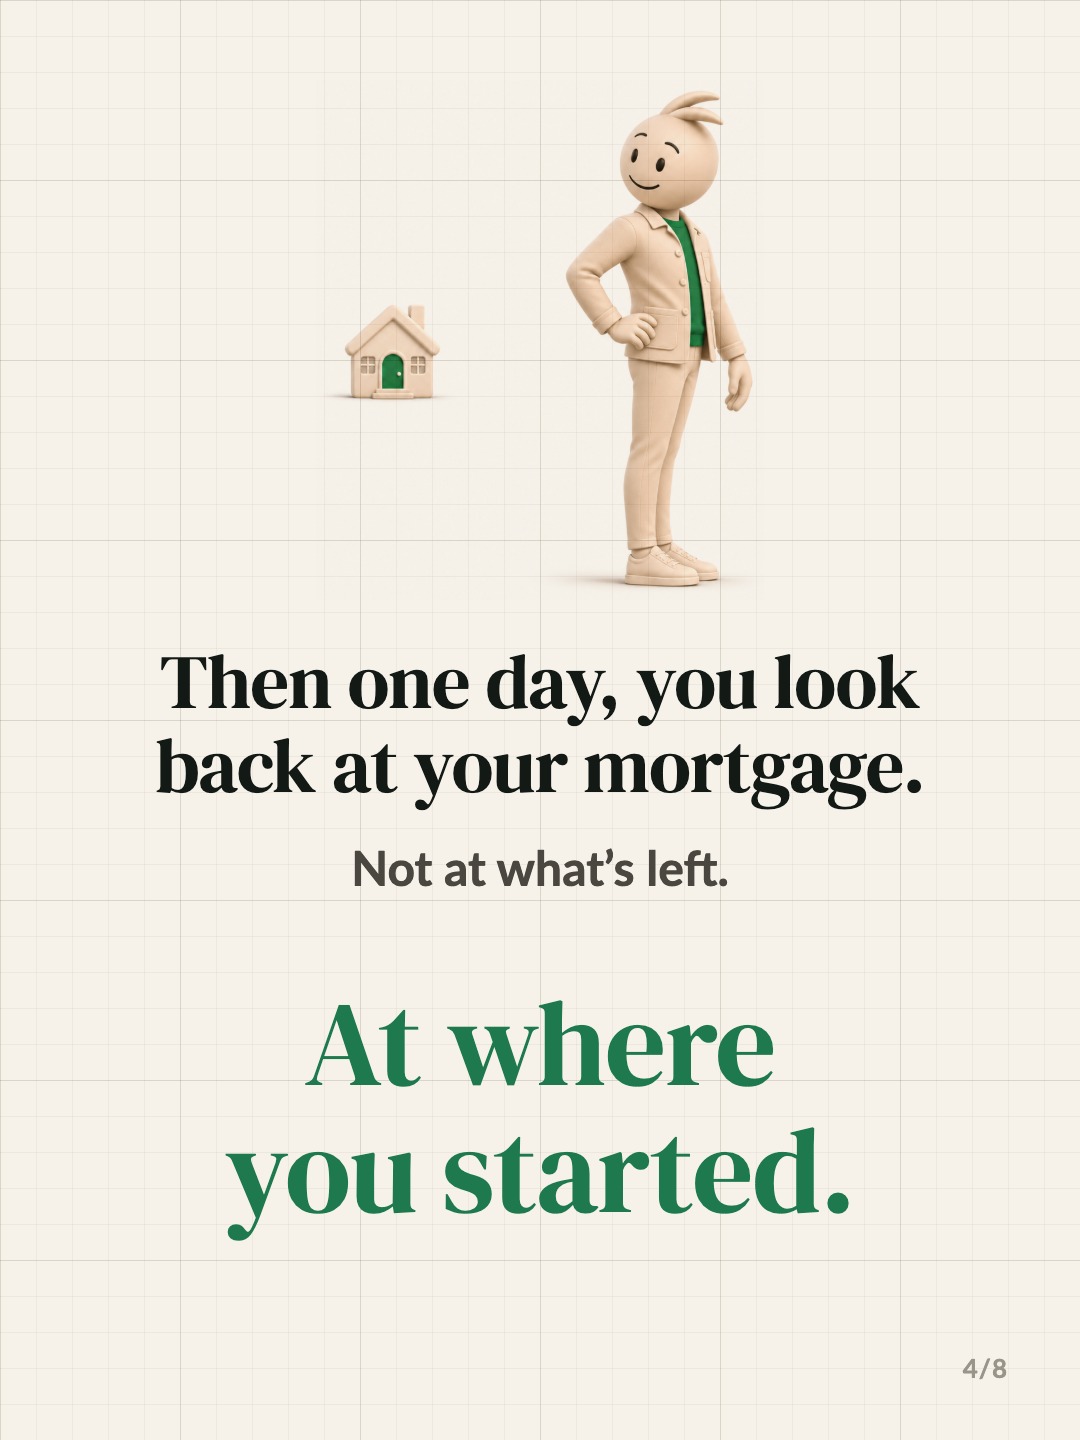 Then one day, you look
back at your mortgage.
Not at what’s left.
At where
you started.
4/8